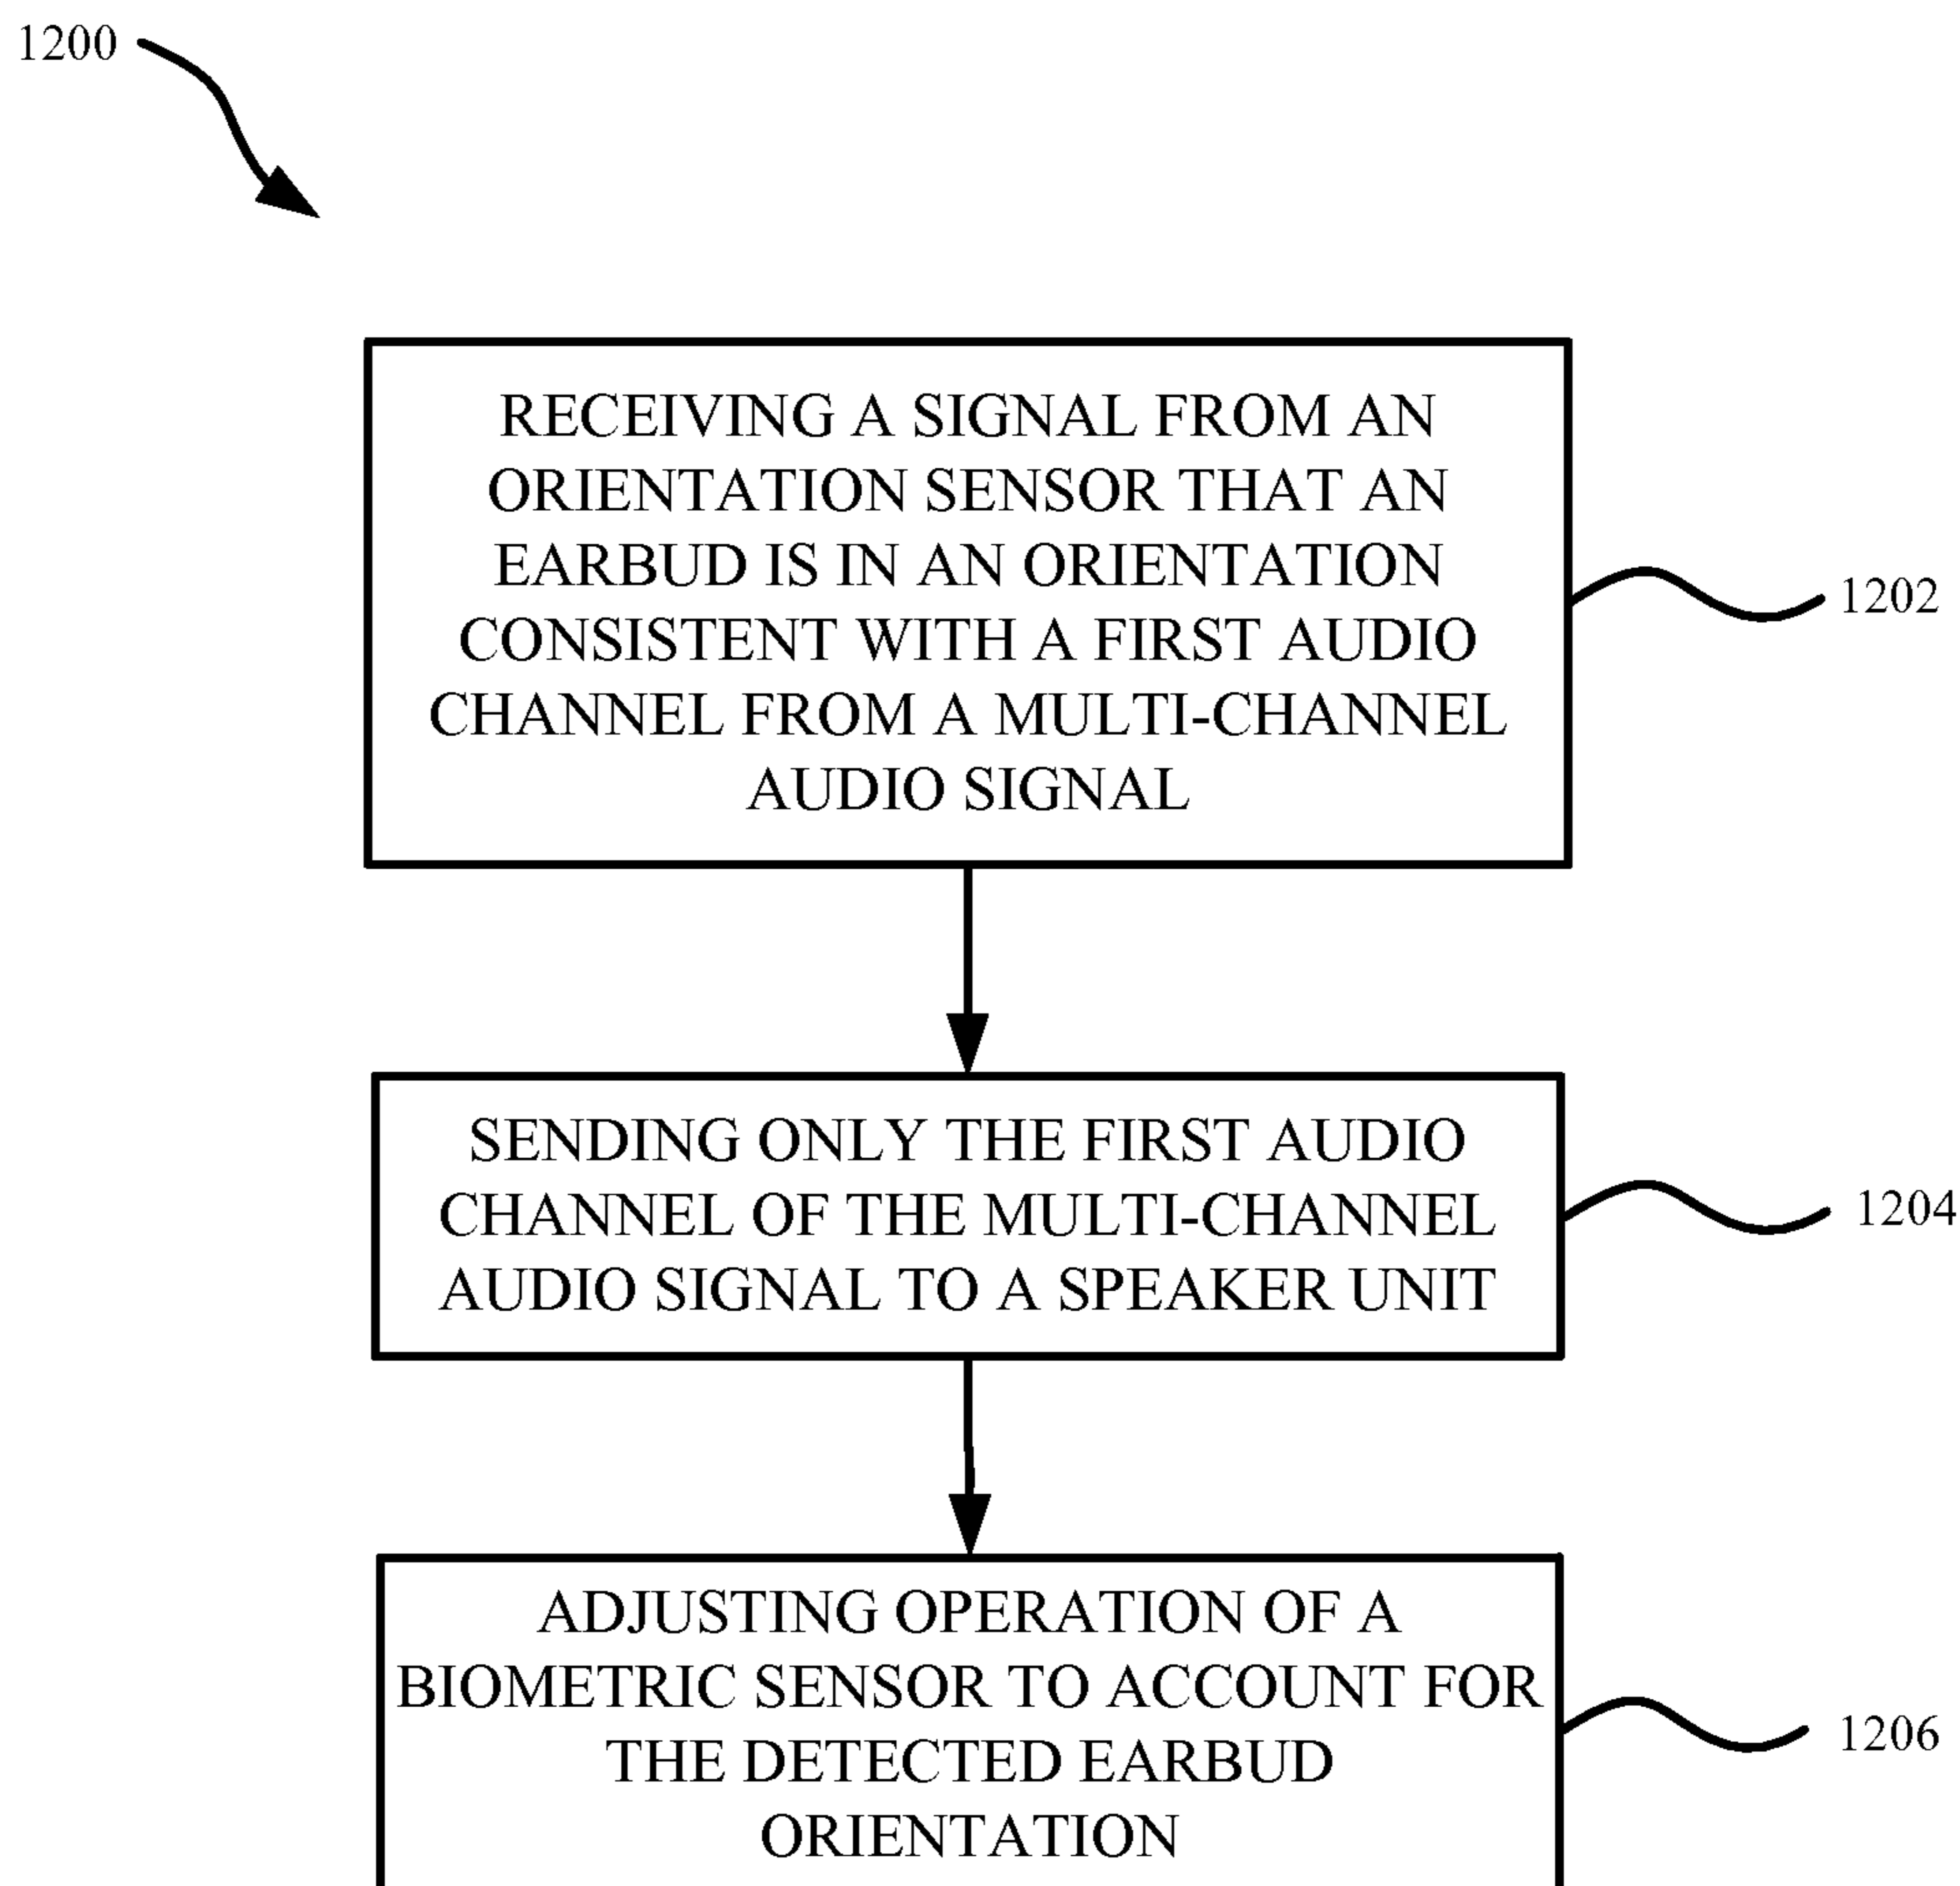 1200
RECEIVING A SIGNAL FROM AN
ORIENTATION SENSOR THAT AN
EARBUD IS IN AN ORIENTATION
CONSISTENT WITH A FIRST AUDIO
CHANNEL FROM A MULTI-CHANNEL
AUDIO SIGNAL
1202
SENDING ONLY THE FIRST AUDIO
CHANNEL OF THE MULTI-CHANNEL
AUDIO SIGNAL TO A SPEAKER UNIT
1204
ADJUSTING OPERATION OF A
BIOMETRIC SENSOR TO ACCOUNT FOR
THE DETECTED EARBUD
ORIENTATION
1206